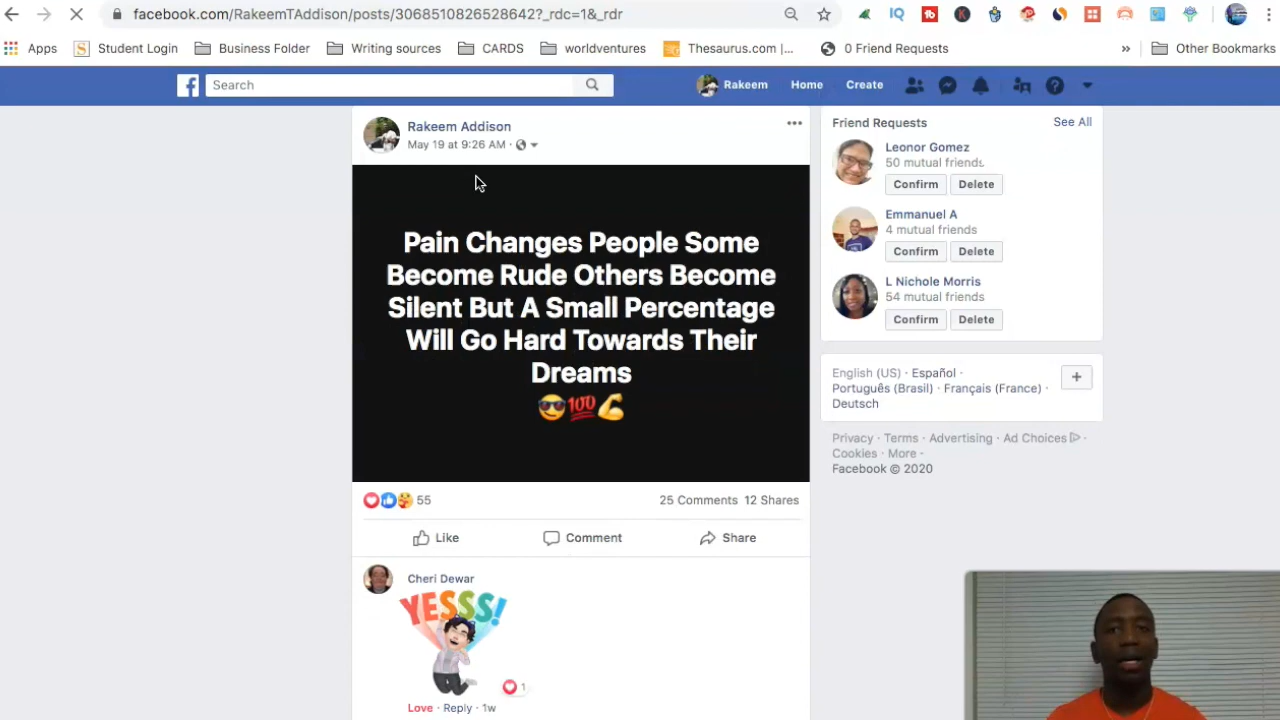 facebook.com/RakeemTAddison/posts/3068510826528642?_rdc=1&_rdr
Apps
Student Login
Business Folder
Writing sources
CARDS
worldventures
Thesaurus.com |...
0 Friend Requests
»
Other Bookmarks
Search
Rakeem
Home
Create
Rakeem Addison
May 19 at 9:26 AM ·
Pain Changes People Some
Become Rude Others Become
Silent But A Small Percentage
Will Go Hard Towards Their
Dreams
😎💯💪
55
25 Comments 12 Shares
Like
Comment
Share
Cheri Dewar
YESSS!
1
Love · Reply · 1w
Friend Requests
See All
Leonor Gomez
50 mutual friends
Confirm
Delete
Emmanuel A
4 mutual friends
Confirm
Delete
L Nichole Morris
54 mutual friends
Confirm
Delete
English (US) · Español ·
Português (Brasil) · Français (France) ·
Deutsch
Privacy · Terms · Advertising · Ad Choices ·
Cookies · More
Facebook © 2020